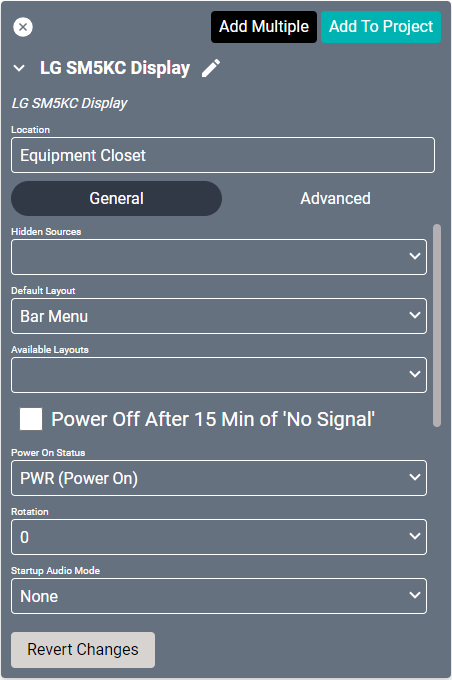 Add Multiple
Add To Project
LG SM5KC Display
LG SM5KC Display
Location
Equipment Closet
General
Advanced
Hidden Sources
Default Layout
Bar Menu
Available Layouts
Power Off After 15 Min of 'No Signal'
Power On Status
PWR (Power On)
Rotation
0
Startup Audio Mode
None
Revert Changes